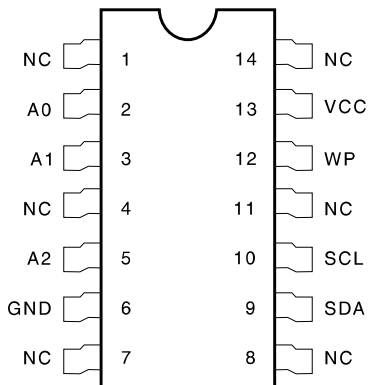 NC 1 14 NC
A0 2 13 VCC
A1 3 12 WP
NC 4 11 NC
A2 5 10 SCL
GND 6 9 SDA
NC 7 8 NC